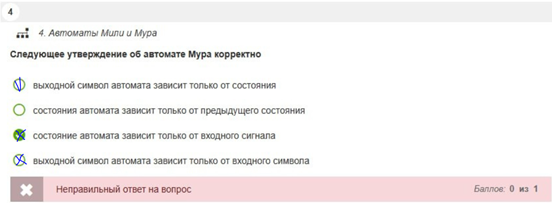 4
4. Автоматы Мили и Мура
Следующее утверждение об автомате Мура корректно
выходной символ автомата зависит только от состояния
состояния автомата зависит только от предыдущего состояния
состояние автомата зависит только от входного сигнала
выходной символ автомата зависит только от входного символа
Неправильный ответ на вопрос Баллов: 0 из 1